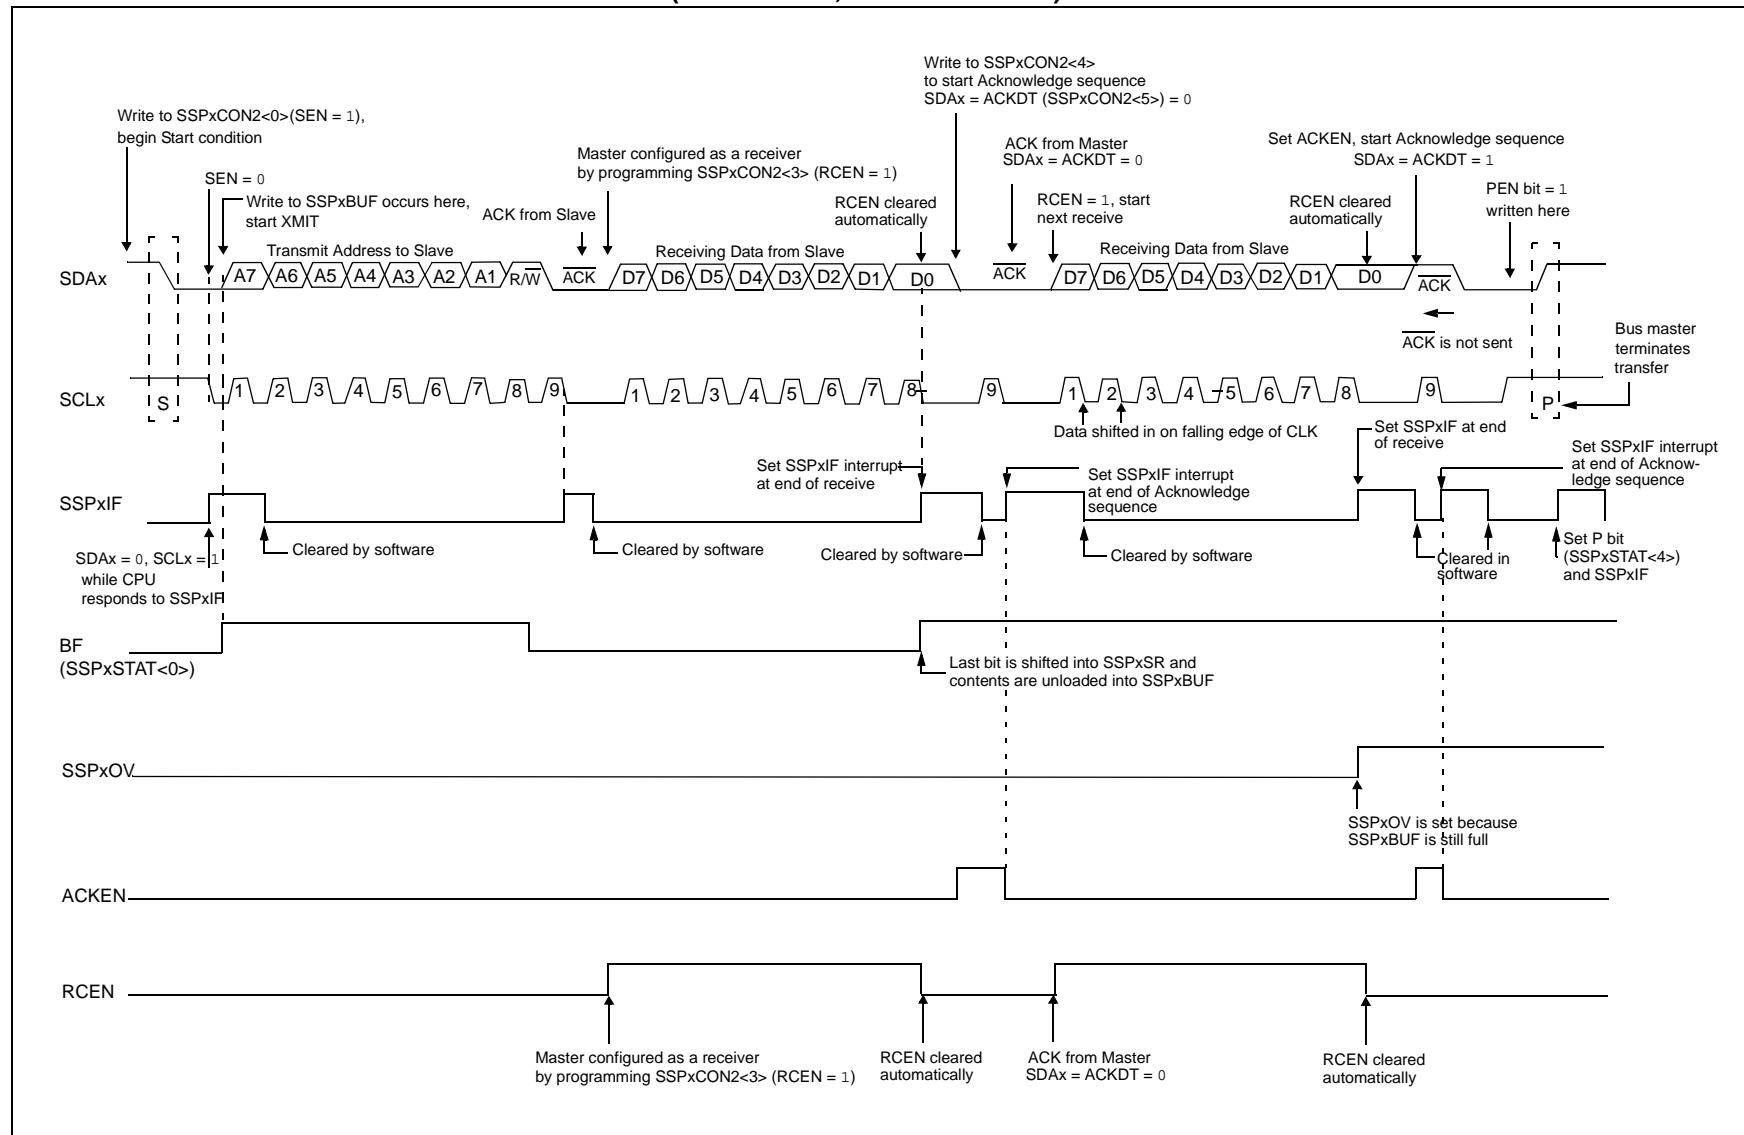 Write to SSPxCON2<4>
to start Acknowledge sequence
SDAx = ACKDT (SSPxCON2<5>) = 0
Write to SSPxCON2<0>(SEN = 1),
begin Start condition
Master configured as a receiver
by programming SSPxCON2<3> (RCEN = 1)
ACK from Master
SDAx = ACKDT = 0
Set ACKEN, start Acknowledge sequence
SDAx = ACKDT = 1
SEN = 0
Write to SSPxBUF occurs here,
start XMIT
ACK from Slave
RCEN cleared
automatically
RCEN = 1, start
next receive
RCEN cleared
automatically
PEN bit = 1
written here
Transmit Address to Slave
Receiving Data from Slave
Receiving Data from Slave
SDAx
A7 A6 A5 A4 A3 A2 A1 R/W ACK D7 D6 D5 D4 D3 D2 D1 D0 ACK D7 D6 D5 D4 D3 D2 D1 D0 ACK
ACK is not sent
Bus master
terminates
transfer
SCLx
S 1 2 3 4 5 6 7 8 9 1 2 3 4 5 6 7 8 9 1 2 3 4 5 6 7 8 9 P
Data shifted in on falling edge of CLK
Set SSPxIF interrupt
at end of receive
Set SSPxIF interrupt
at end of Acknowledge
sequence
Set SSPxIF at end
of receive
Set SSPxIF interrupt
at end of Acknow-
ledge sequence
SSPxIF
SDAx = 0, SCLx = 1
while CPU
responds to SSPxIF
Cleared by software
Cleared by software
Cleared by software
Cleared by software
Cleared in
software
Set P bit
(SSPxSTAT<4>)
and SSPxIF
BF
(SSPxSTAT<0>)
Last bit is shifted into SSPxSR and
contents are unloaded into SSPxBUF
SSPxOV
SSPxOV is set because
SSPxBUF is still full
ACKEN
RCEN
Master configured as a receiver
by programming SSPxCON2<3> (RCEN = 1)
RCEN cleared
automatically
ACK from Master
SDAx = ACKDT = 0
RCEN cleared
automatically